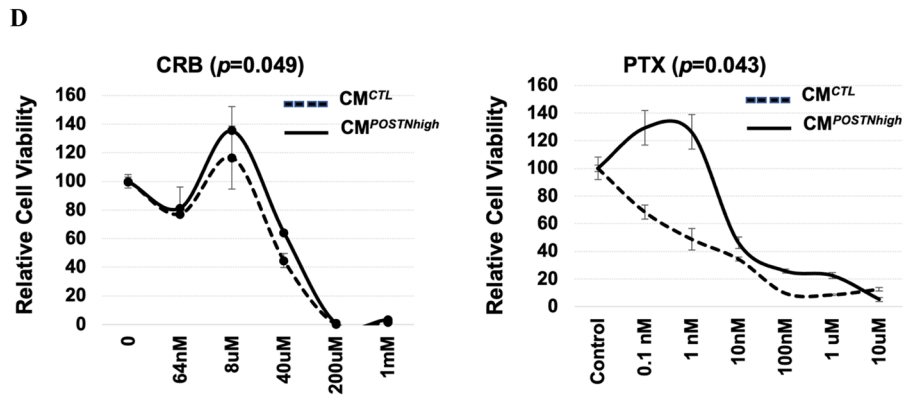 D
CRB (p=0.049)
CM^CTL
CM^POSTNhigh
Relative Cell Viability
160
140
120
100
80
60
40
20
0
0
64nM
8uM
40uM
200uM
1mM
PTX (p=0.043)
CM^CTL
CM^POSTNhigh
Relative Cell Viability
160
140
120
100
80
60
40
20
0
Control
0.1 nM
1 nM
10nM
100nM
1 uM
10uM